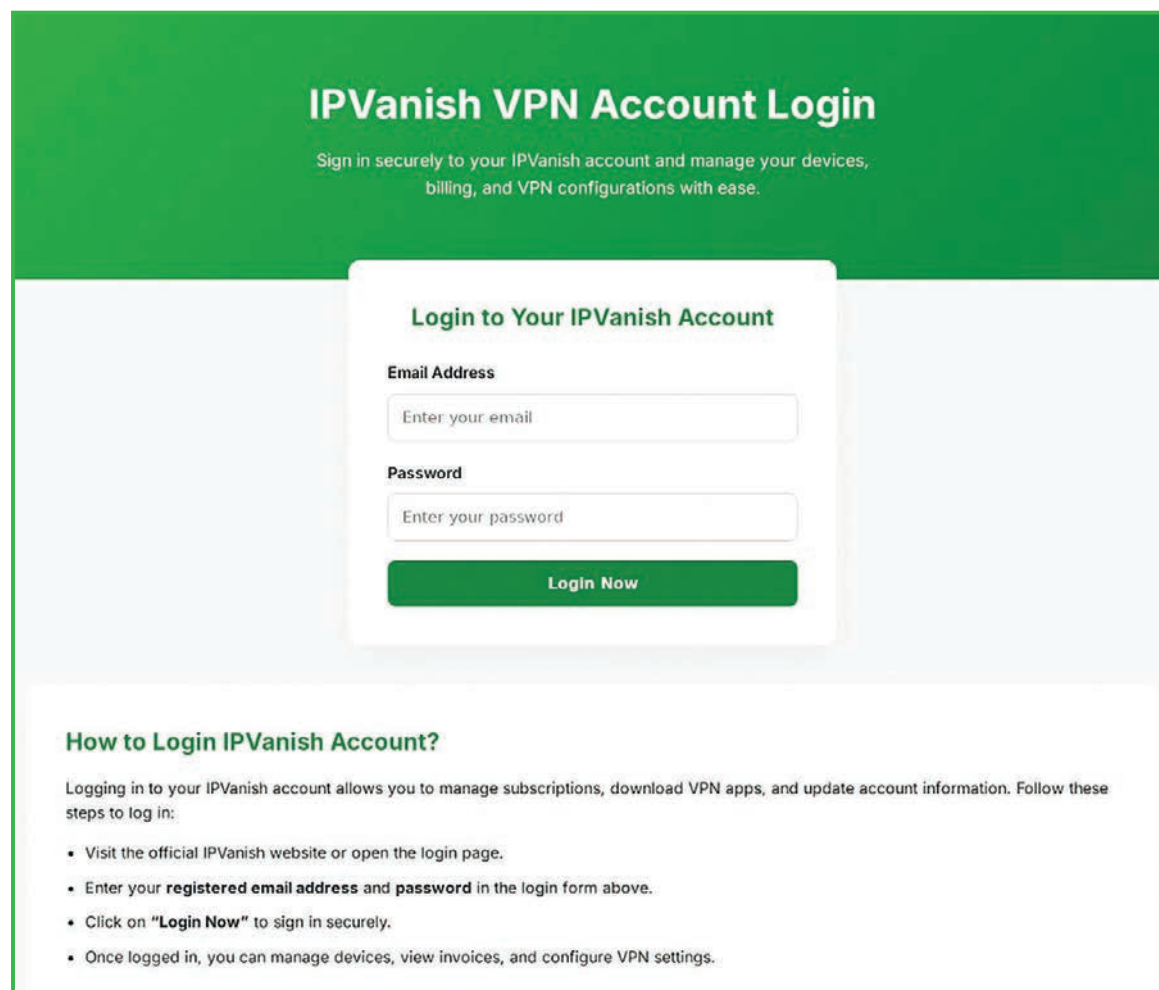 IPVanish VPN Account Login
Sign in securely to your IPVanish account and manage your devices,
billing, and VPN configurations with ease.
Login to Your IPVanish Account
Email Address
Enter your email
Password
Enter your password
Login Now
How to Login IPVanish Account?
Logging in to your IPVanish account allows you to manage subscriptions, download VPN apps, and update account information. Follow these
steps to log in:
• Visit the official IPVanish website or open the login page.
• Enter your registered email address and password in the login form above.
• Click on “Login Now” to sign in securely.
• Once logged in, you can manage devices, view invoices, and configure VPN settings.